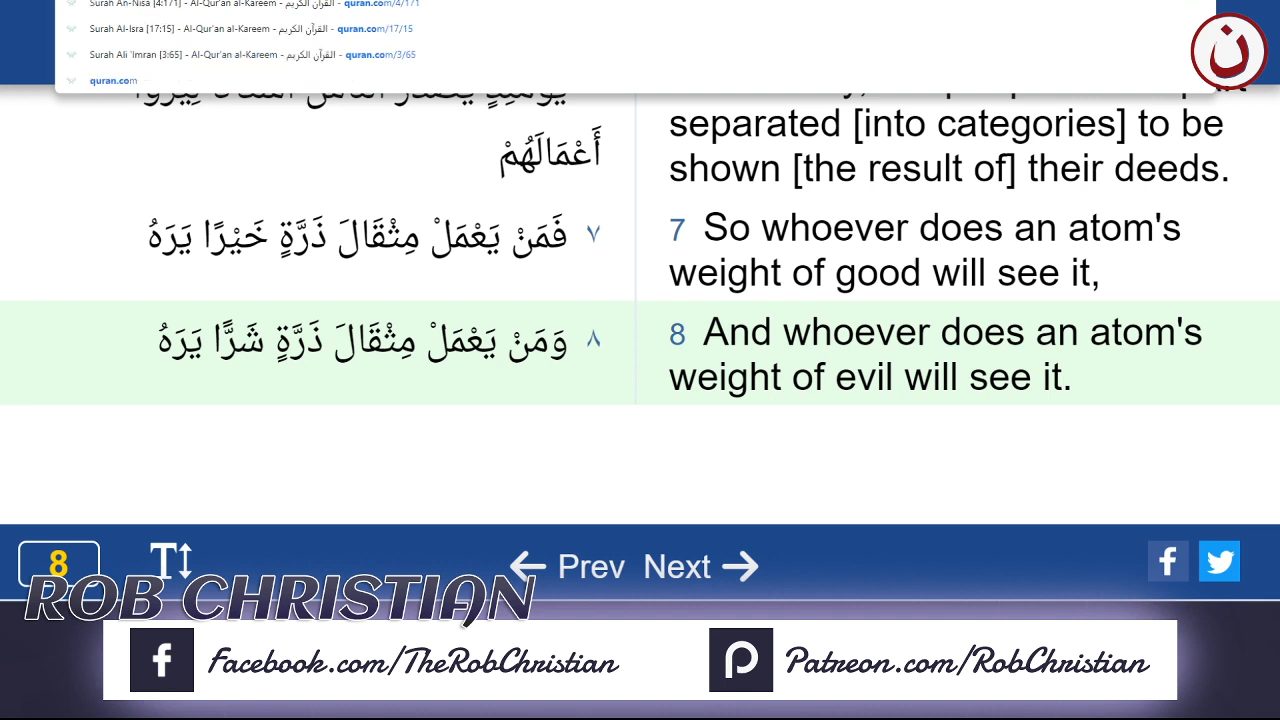 Surah An-Nisa [4:171] - Al-Qur'an al-Kareem - القرآن الكريم - quran.com/4/171
Surah Al-Isra [17:15] - Al-Qur'an al-Kareem - القرآن الكريم - quran.com/17/15
Surah Ali 'Imran [3:65] - Al-Qur'an al-Kareem - القرآن الكريم - quran.com/3/65
quran.com
ن
أَعْمَالَهُمْ
separated [into categories] to be
shown [the result of] their deeds.
٧ فَمَنْ يَعْمَلْ مِثْقَالَ ذَرَّةٍ خَيْرًا يَرَهُ
7 So whoever does an atom's
weight of good will see it,
٨ وَمَنْ يَعْمَلْ مِثْقَالَ ذَرَّةٍ شَرًّا يَرَهُ
8 And whoever does an atom's
weight of evil will see it.
8
T
Prev Next
ROB CHRISTIAN
Facebook.com/TheRobChristian
Patreon.com/RobChristian